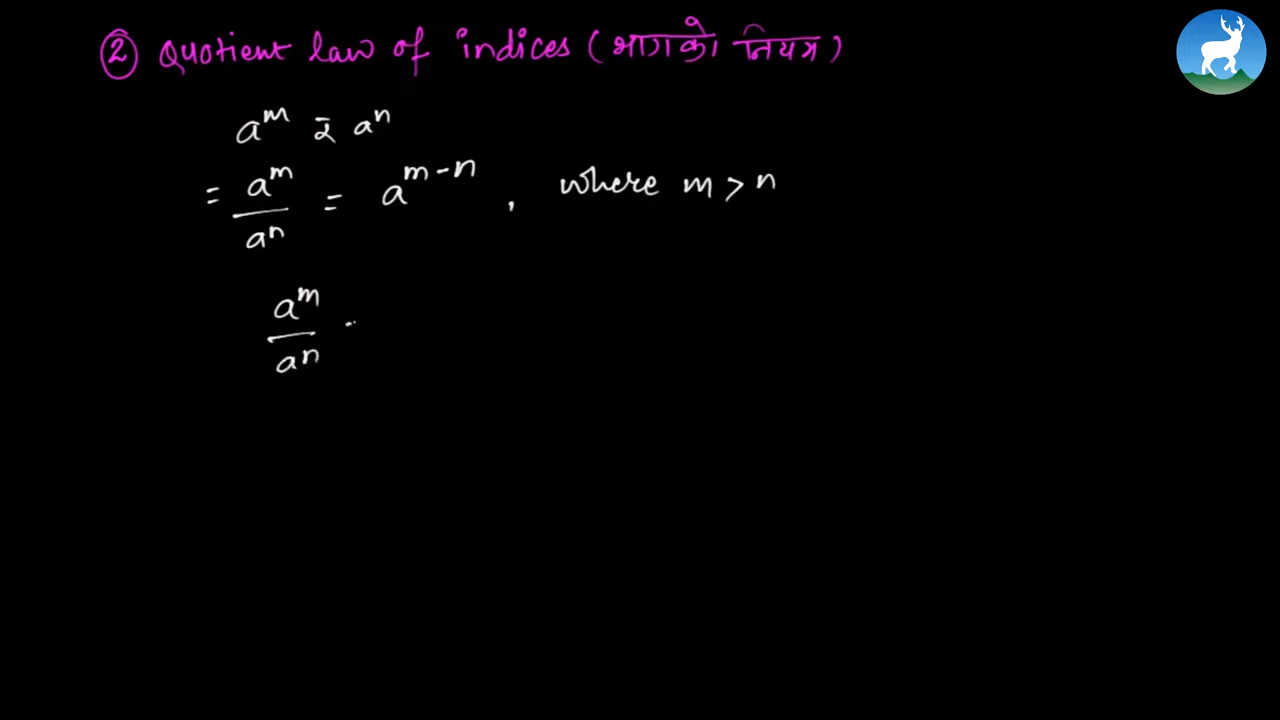 ② Quotient law of indices (भागको नियम)
a^m ÷ a^n
= a^m/a^n = a^(m-n), where m > n
a^m/a^n